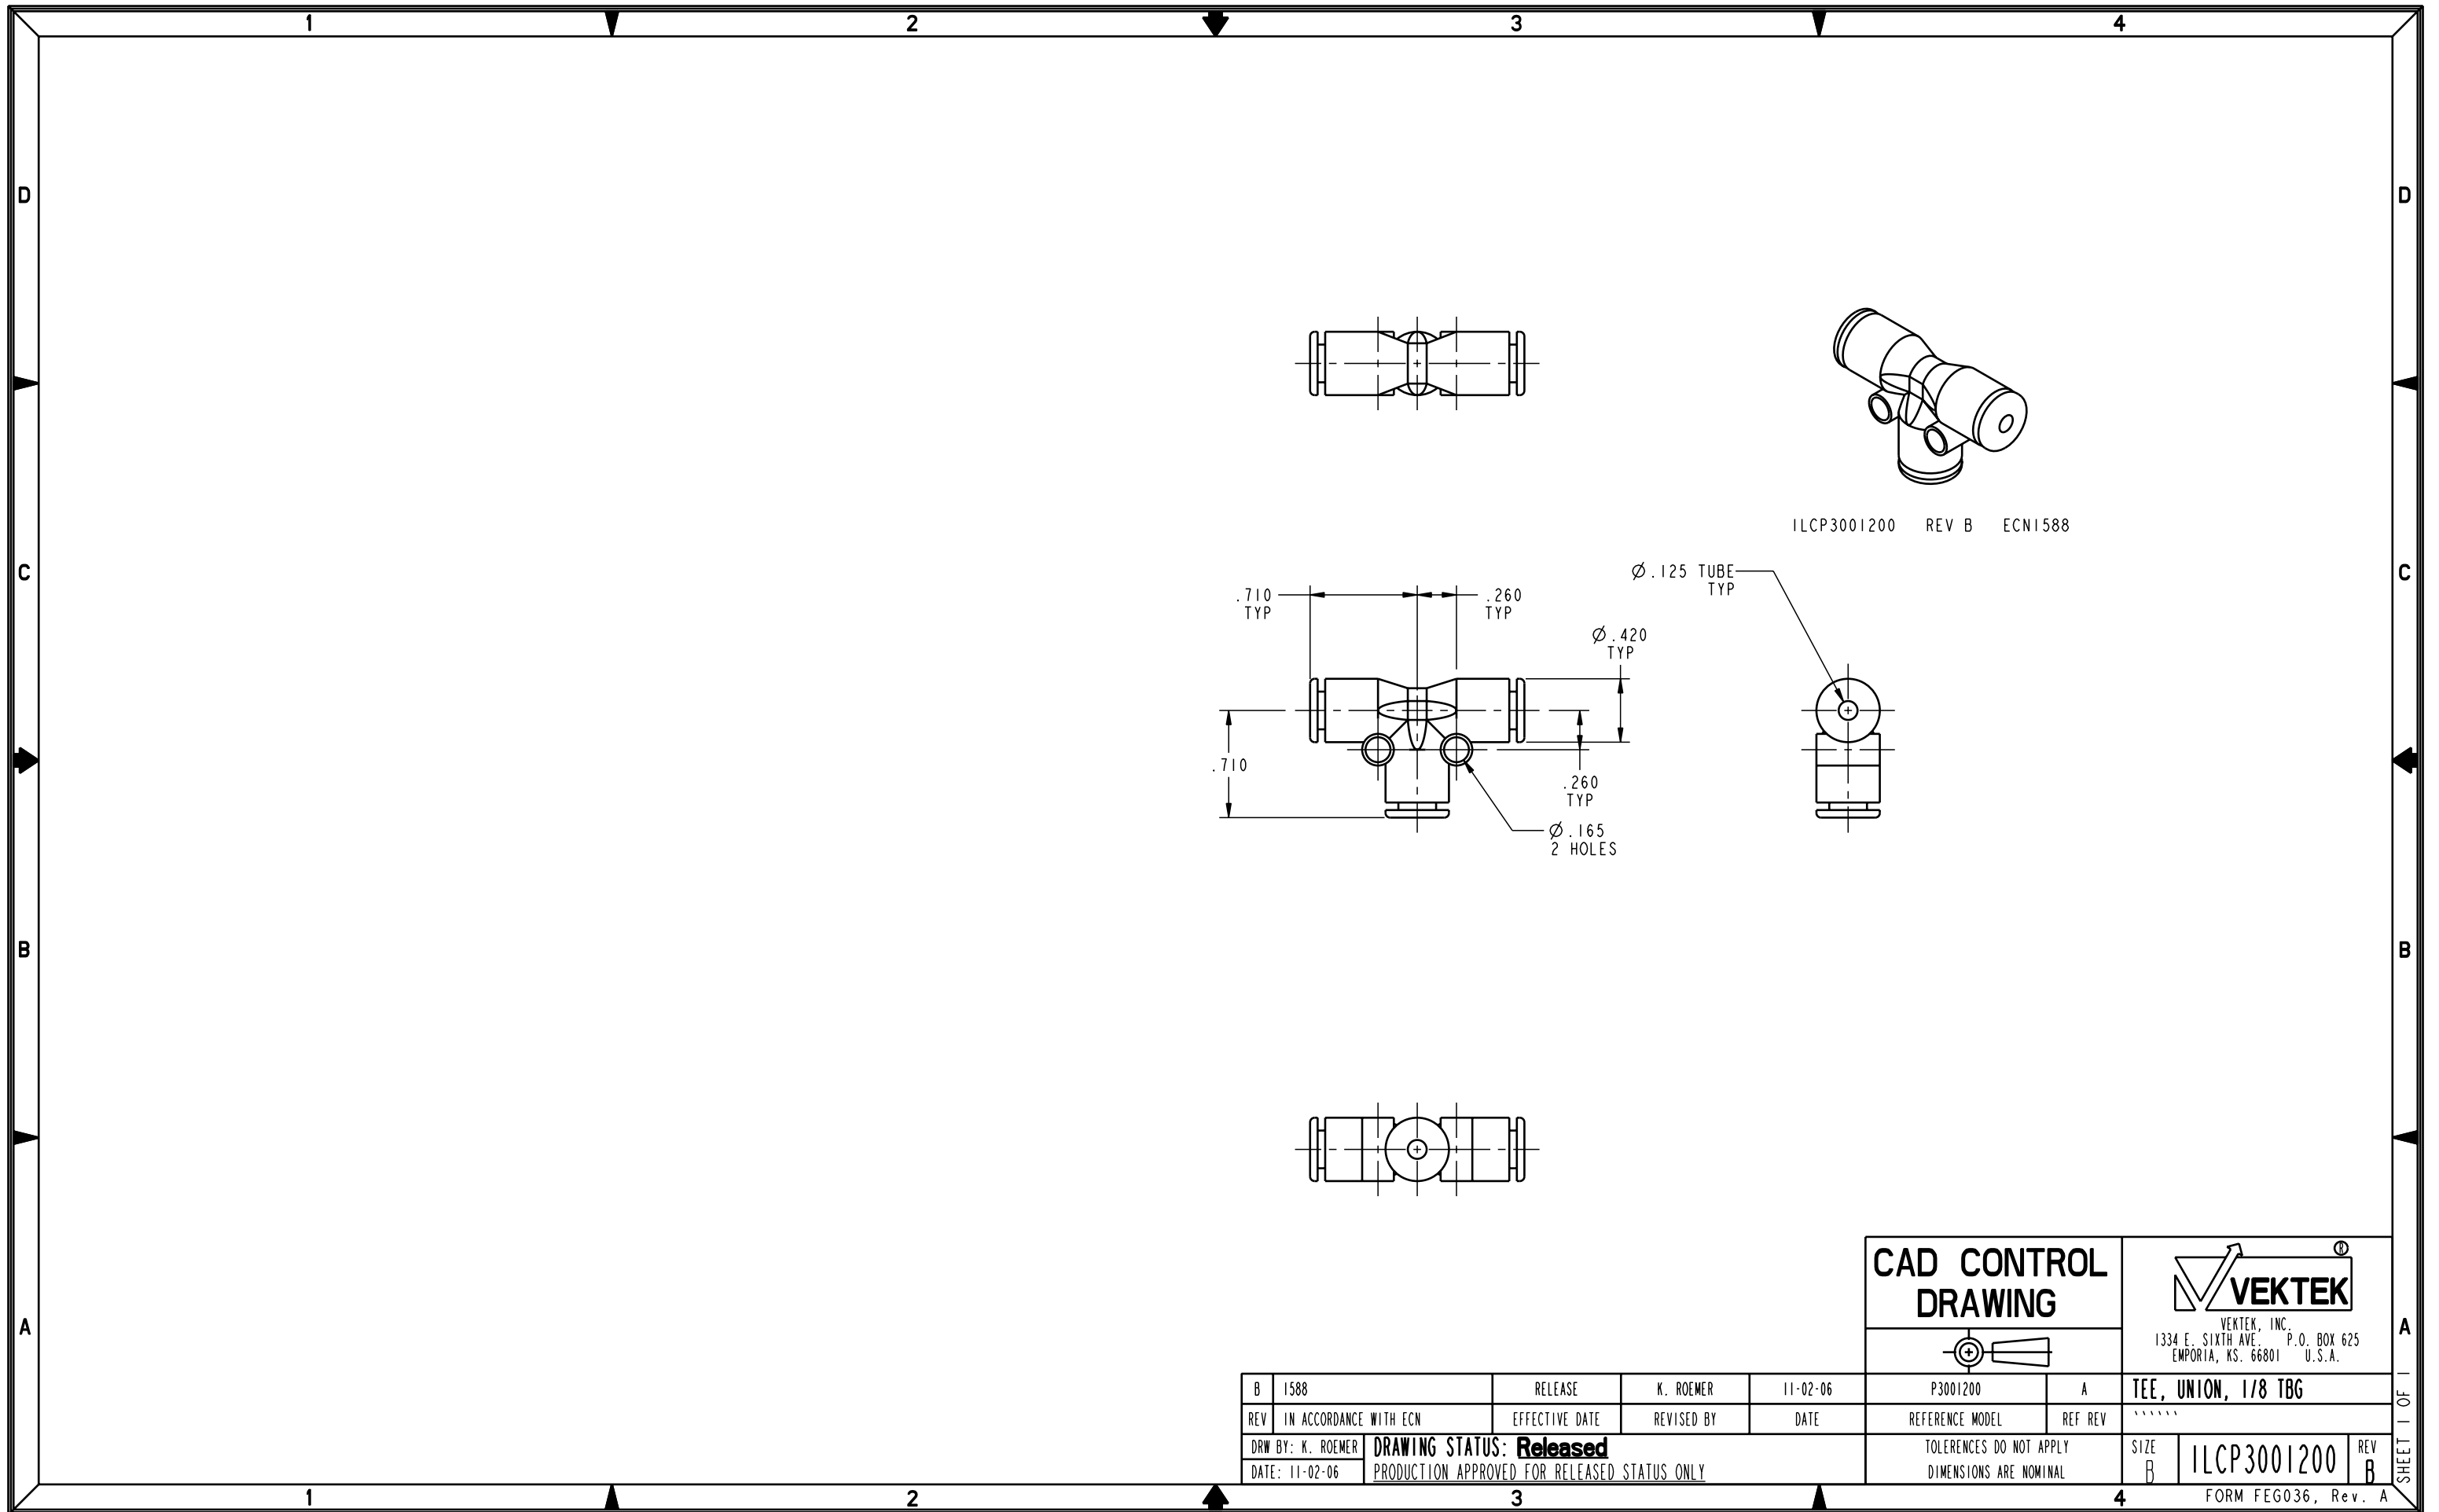 1 2 3 4
D D
ILCP3001200 REV B ECN1588
C C
Ø.125 TUBE
TYP
.710
TYP
.260
TYP
Ø.420
TYP
.710
.260
TYP
Ø.165
2 HOLES
B B
CAD CONTROL
DRAWING
®
VEKTEK
VEKTEK, INC.
1334 E. SIXTH AVE. P.O. BOX 625
EMPORIA, KS. 66801 U.S.A.
A A
B 1588 RELEASE K. ROEMER 11-02-06 P3001200 A TEE, UNION, 1/8 TBG
REV IN ACCORDANCE WITH ECN EFFECTIVE DATE REVISED BY DATE REFERENCE MODEL REF REV ``````
DRW BY: K. ROEMER DRAWING STATUS: Released TOLERENCES DO NOT APPLY SIZE ILCP3001200 REV
DATE: 11-02-06 PRODUCTION APPROVED FOR RELEASED STATUS ONLY DIMENSIONS ARE NOMINAL B B
SHEET 1 OF 1
FORM FEG036, Rev. A
1 2 3 4